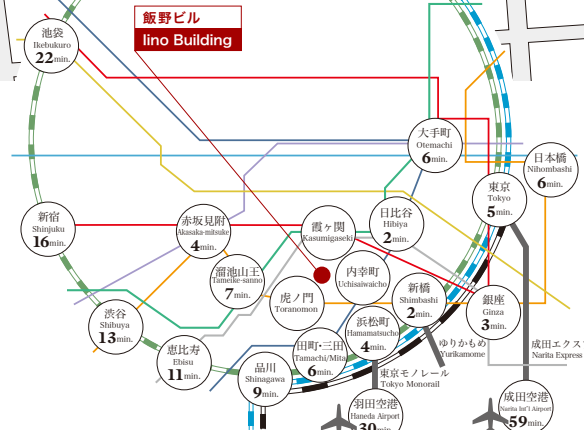 飯野ビル
Iino Building
池袋
Ikebukuro
22min.
大手町
Otemachi
6min.
日本橋
Nihombashi
6min.
東京
Tokyo
5min.
新宿
Shinjuku
16min.
赤坂見附
Akasaka-mitsuke
4min.
霞ヶ関
Kasumigaseki
日比谷
Hibiya
2min.
溜池山王
Tameike-sanno
7min.
虎ノ門
Toranomon
内幸町
Uchisaiwaicho
新橋
Shimbashi
2min.
銀座
Ginza
3min.
渋谷
Shibuya
13min.
浜松町
Hamamatsucho
4min.
ゆりかもめ
Yurikamome
成田エクス
Narita Express
恵比寿
Ebisu
11min.
田町・三田
Tamachi/Mita
6min.
品川
Shinagawa
9min.
東京モノレール
Tokyo Monorail
羽田空港
Haneda Airport
30min.
成田空港
Narita Int'l Airport
59min.